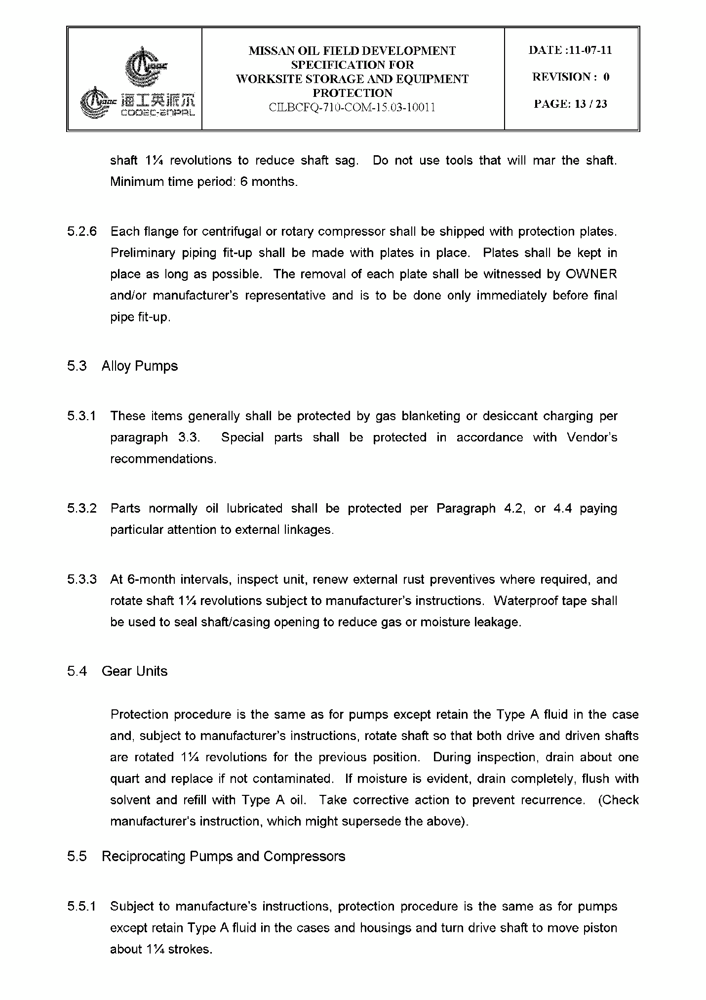 MISSAN OIL FIELD DEVELOPMENT
SPECIFICATION FOR
WORKSITE STORAGE AND EQUIPMENT
PROTECTION
CILBCFQ-710-COM-15.03-10011
DATE :11-07-11
REVISION : 0
PAGE: 13 / 23
海工英派尔
COOEC-ENPAL
shaft 1¼ revolutions to reduce shaft sag. Do not use tools that will mar the shaft.
Minimum time period: 6 months.
5.2.6 Each flange for centrifugal or rotary compressor shall be shipped with protection plates.
Preliminary piping fit-up shall be made with plates in place. Plates shall be kept in
place as long as possible. The removal of each plate shall be witnessed by OWNER
and/or manufacturer’s representative and is to be done only immediately before final
pipe fit-up.
5.3 Alloy Pumps
5.3.1 These items generally shall be protected by gas blanketing or desiccant charging per
paragraph 3.3. Special parts shall be protected in accordance with Vendor’s
recommendations.
5.3.2 Parts normally oil lubricated shall be protected per Paragraph 4.2, or 4.4 paying
particular attention to external linkages.
5.3.3 At 6-month intervals, inspect unit, renew external rust preventives where required, and
rotate shaft 1¼ revolutions subject to manufacturer’s instructions. Waterproof tape shall
be used to seal shaft/casing opening to reduce gas or moisture leakage.
5.4 Gear Units
Protection procedure is the same as for pumps except retain the Type A fluid in the case
and, subject to manufacturer’s instructions, rotate shaft so that both drive and driven shafts
are rotated 1¼ revolutions for the previous position. During inspection, drain about one
quart and replace if not contaminated. If moisture is evident, drain completely, flush with
solvent and refill with Type A oil. Take corrective action to prevent recurrence. (Check
manufacturer's instruction, which might supersede the above).
5.5 Reciprocating Pumps and Compressors
5.5.1 Subject to manufacture’s instructions, protection procedure is the same as for pumps
except retain Type A fluid in the cases and housings and turn drive shaft to move piston
about 1¼ strokes.